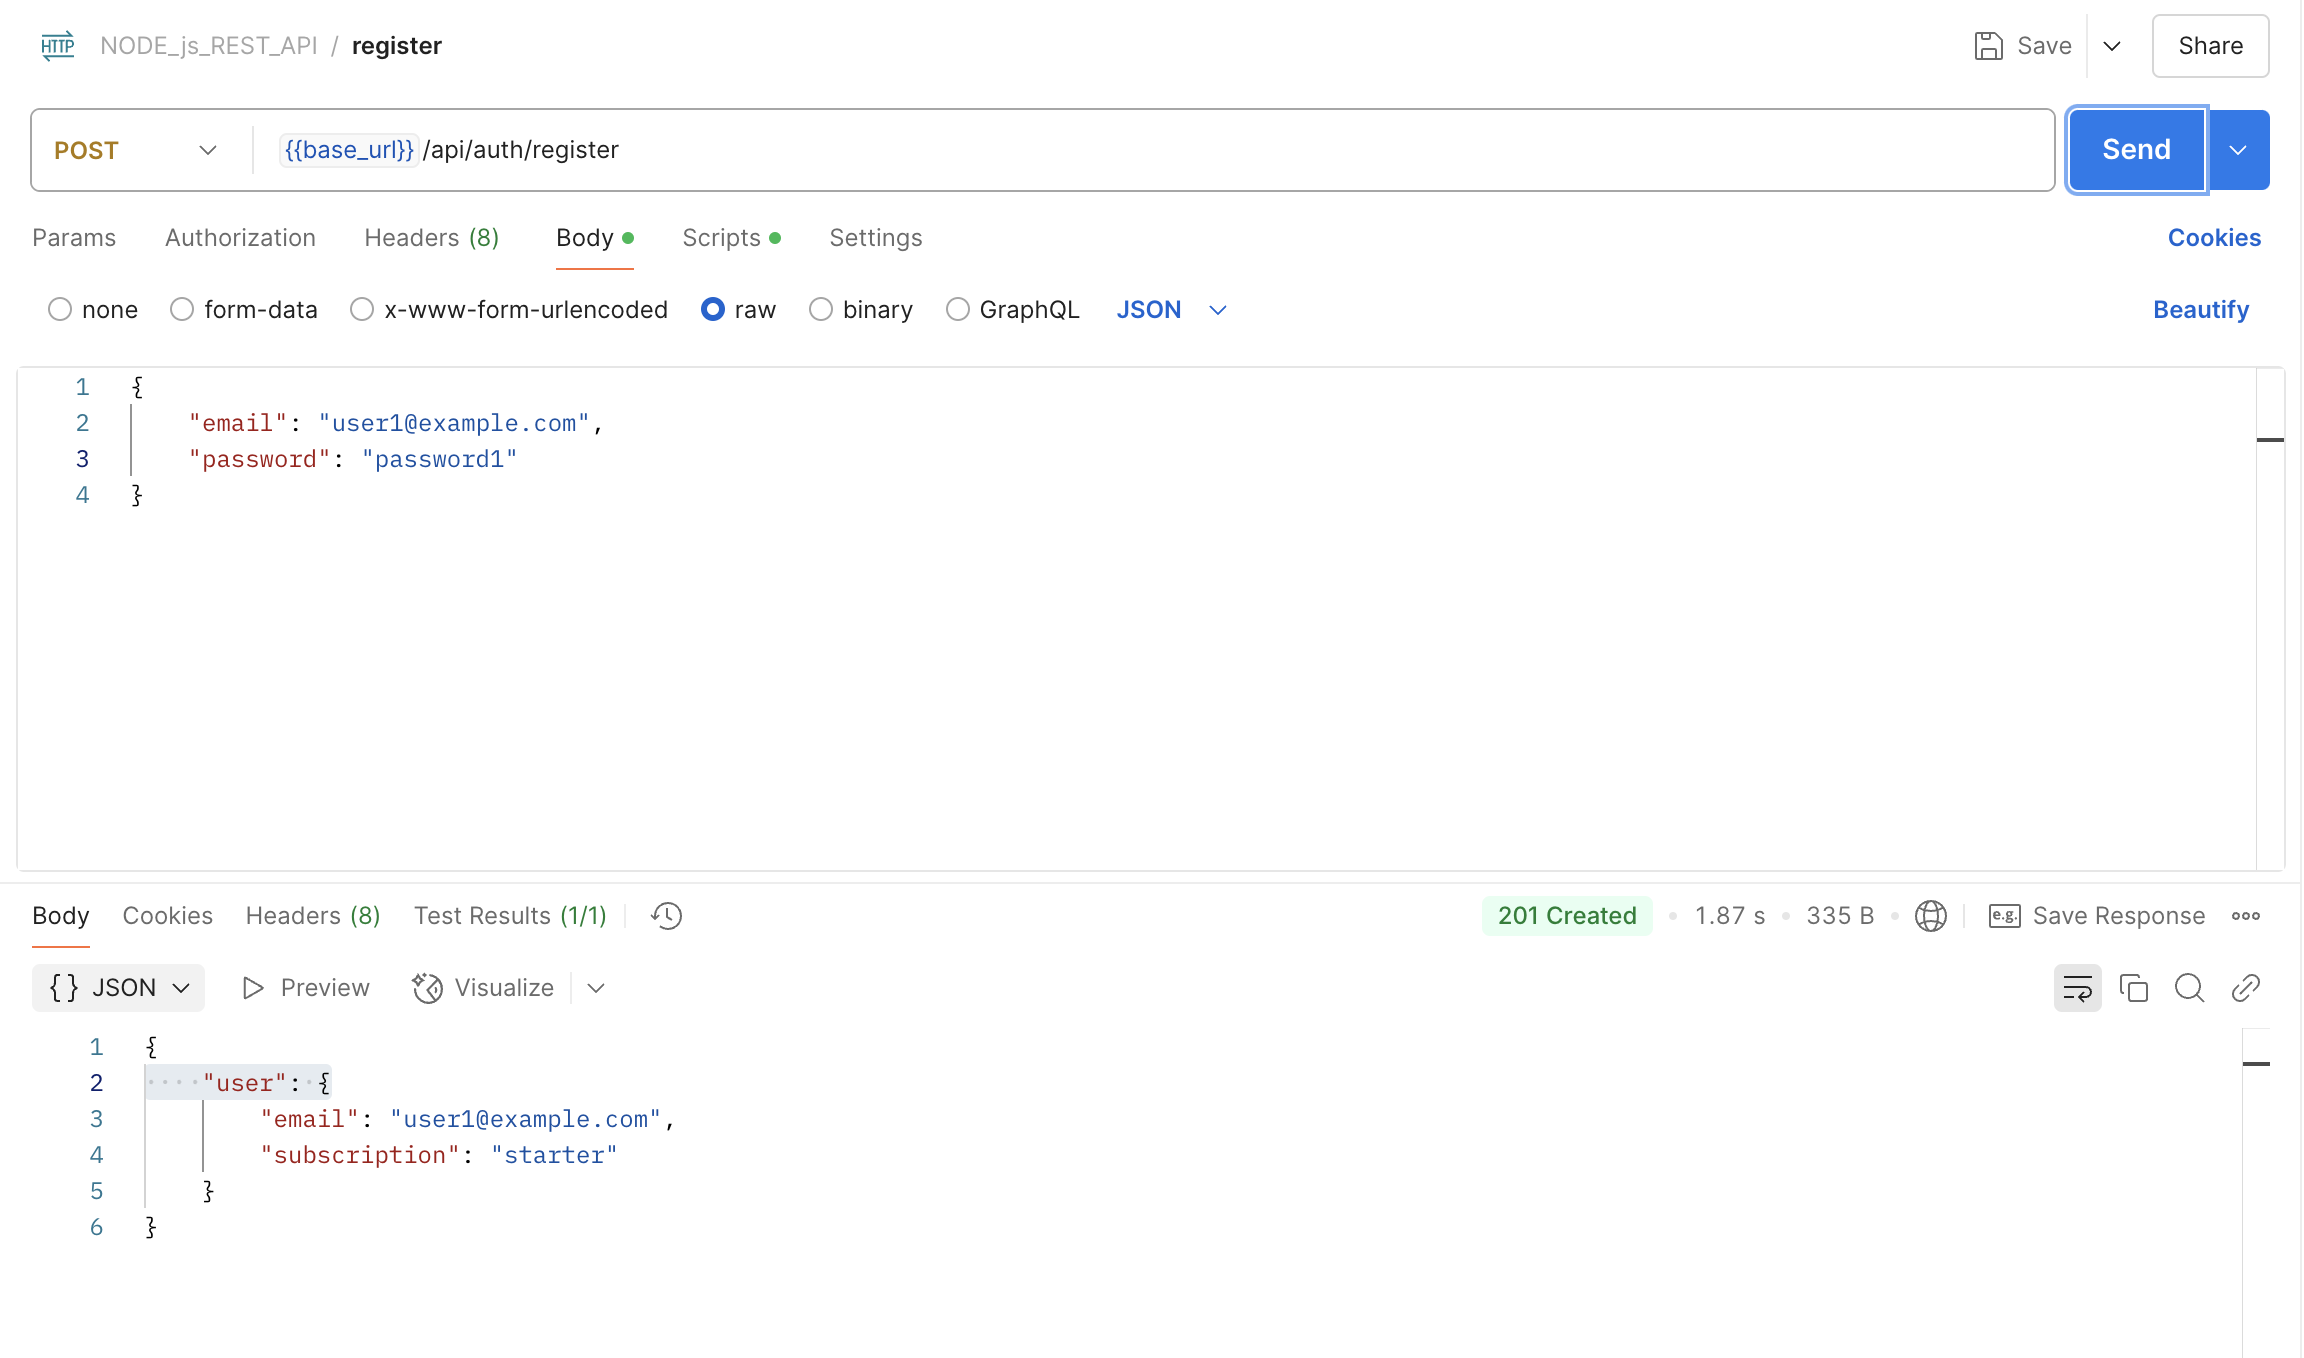 HTTP NODE_js_REST_API / register Save Share
POST {{base_url}} /api/auth/register Send
Params Authorization Headers (8) Body Scripts Settings Cookies
none form-data x-www-form-urlencoded raw binary GraphQL JSON Beautify
1 {
2 "email": "user1@example.com",
3 "password": "password1"
4 }
Body Cookies Headers (8) Test Results (1/1) 201 Created 1.87 s 335 B e.g. Save Response
{} JSON Preview Visualize
1 {
2 "user": {
3 "email": "user1@example.com",
4 "subscription": "starter"
5 }
6 }